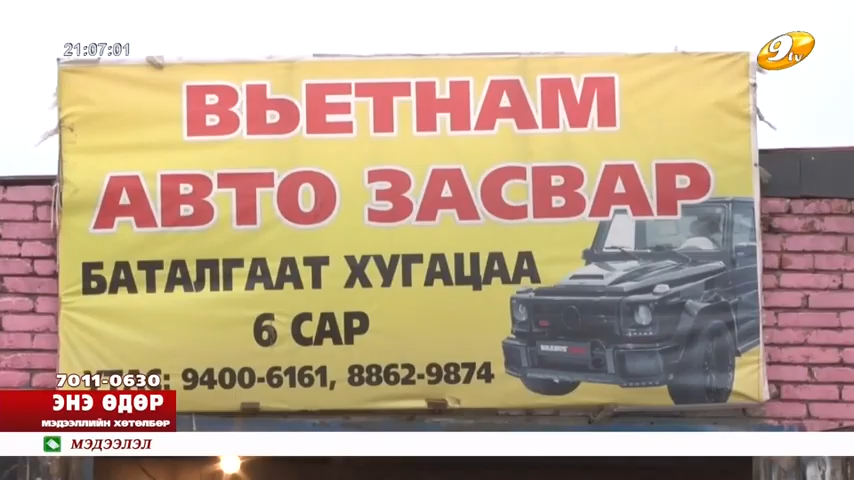 21:07:01
9tv
ВЬЕТНАМ
АВТО ЗАСВАР
БАТАЛГААТ ХУГАЦАА
6 САР
9400-6161, 8862-9874
7011-0630
ЭНЭ ӨДӨР
МЭДЭЭЛЛИЙН ХӨТӨЛБӨР
МЭДЭЭЛЭЛ